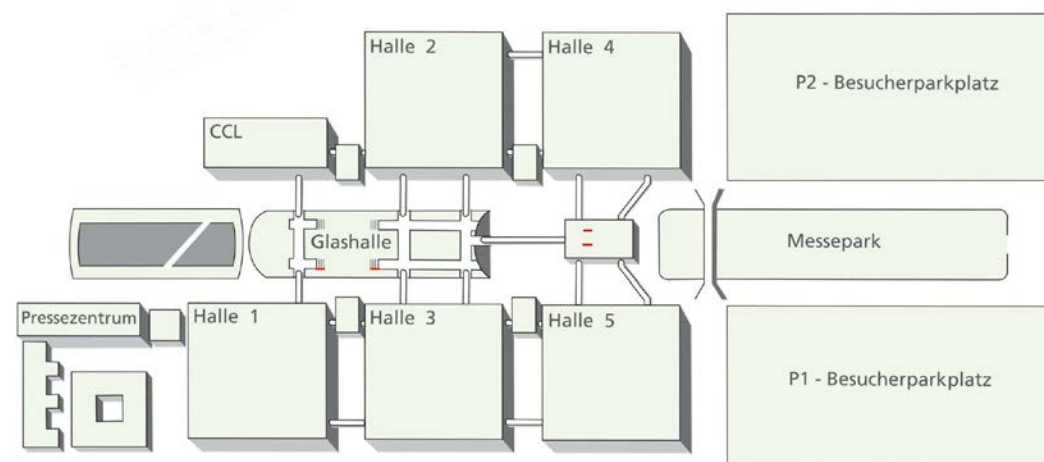 Halle 2
Halle 4
P2 - Besucherparkplatz
CCL
Glashalle
Messepark
Pressezentrum
Halle 1
Halle 3
Halle 5
P1 - Besucherparkplatz